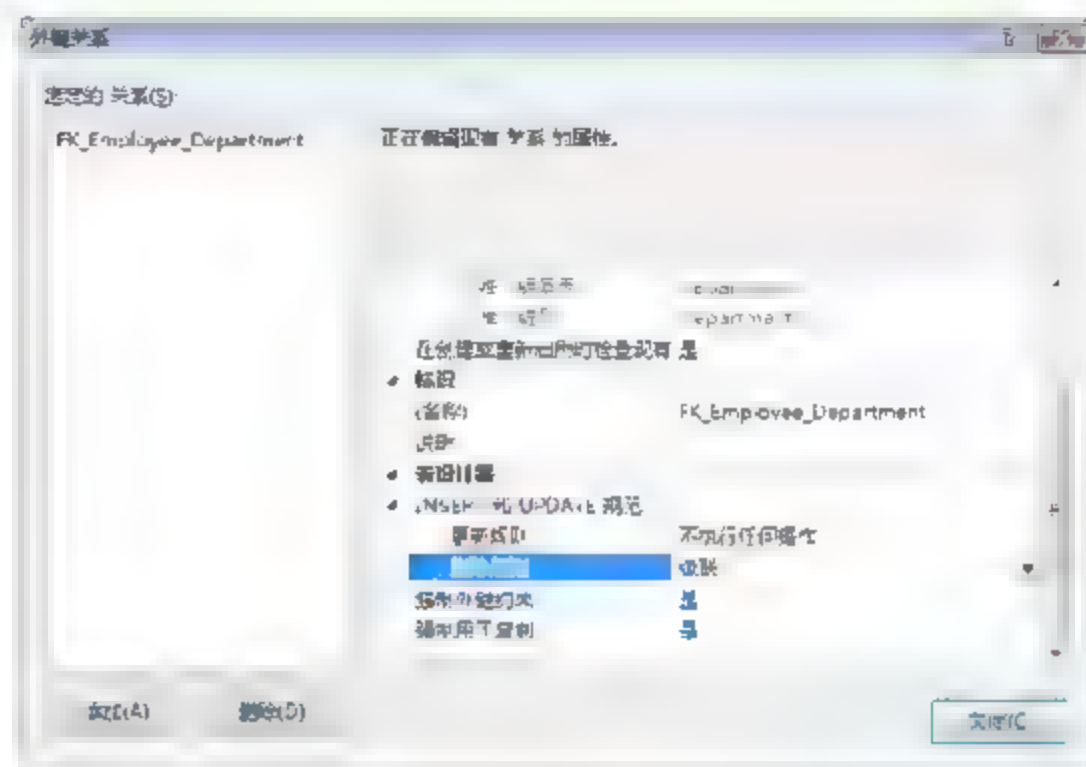 外键关系
选定的 关系(S):
FK_Employee_Department
正在编辑现有 关系 的属性。
在创建或重新启用时检查现有 是
标识
(名称) FK_Employee_Department
说明
表设计器
INSERT 和 UPDATE 规范
更新规则 不执行任何操作
级联
强制外键约束 是
强制用于复制 是
添加(A) 删除(D)
关闭(C